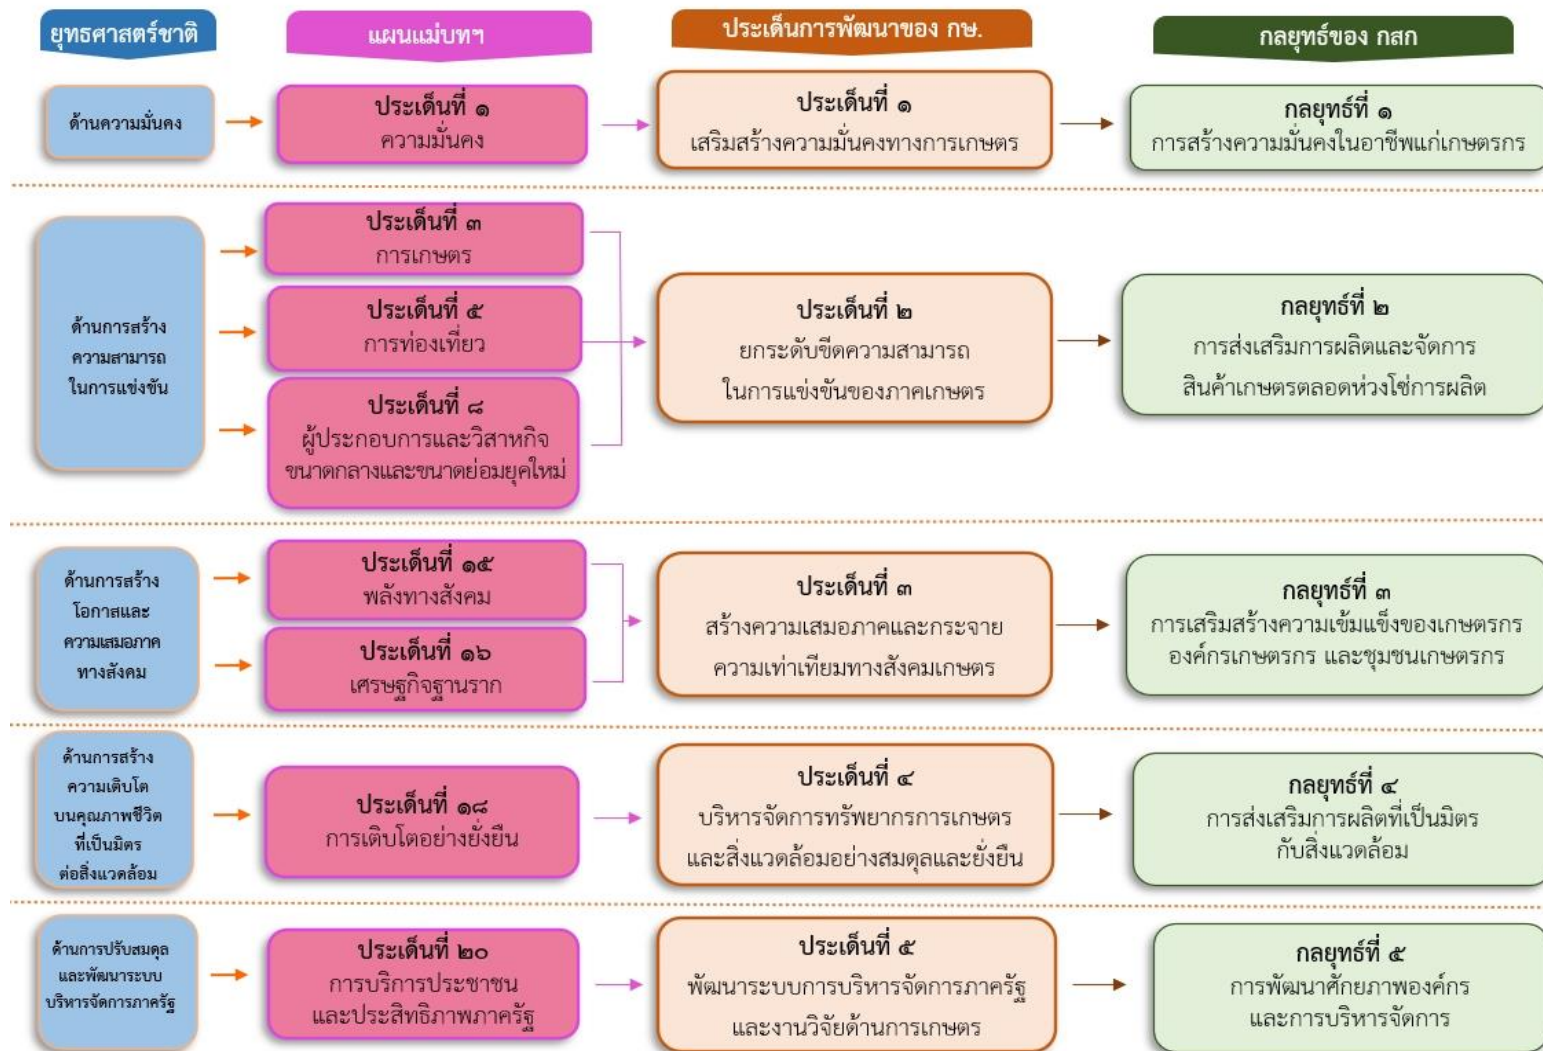 ยุทธศาสตร์ชาติ
แผนแม่บทฯ
ประเด็นการพัฒนาของ กษ.
กลยุทธ์ของ กสก
ด้านความมั่นคง
ประเด็นที่ ๑
ความมั่นคง
ประเด็นที่ ๑
เสริมสร้างความมั่นคงทางการเกษตร
กลยุทธ์ที่ ๑
การสร้างความมั่นคงในอาชีพแก่เกษตรกร
ด้านการสร้าง
ความสามารถ
ในการแข่งขัน
ประเด็นที่ ๓
การเกษตร
ประเด็นที่ ๕
การท่องเที่ยว
ประเด็นที่ ๘
ผู้ประกอบการและวิสาหกิจ
ขนาดกลางและขนาดย่อมยุคใหม่
ประเด็นที่ ๒
ยกระดับขีดความสามารถ
ในการแข่งขันของภาคเกษตร
กลยุทธ์ที่ ๒
การส่งเสริมการผลิตและจัดการ
สินค้าเกษตรตลอดห่วงโซ่การผลิต
ด้านการสร้าง
โอกาสและ
ความเสมอภาค
ทางสังคม
ประเด็นที่ ๑๕
พลังทางสังคม
ประเด็นที่ ๑๖
เศรษฐกิจฐานราก
ประเด็นที่ ๓
สร้างความเสมอภาคและกระจาย
ความเท่าเทียมทางสังคมเกษตร
กลยุทธ์ที่ ๓
การเสริมสร้างความเข้มแข็งของเกษตรกร
องค์กรเกษตรกร และชุมชนเกษตรกร
ด้านการสร้าง
ความเติบโต
บนคุณภาพชีวิต
ที่เป็นมิตร
ต่อสิ่งแวดล้อม
ประเด็นที่ ๑๘
การเติบโตอย่างยั่งยืน
ประเด็นที่ ๔
บริหารจัดการทรัพยากรการเกษตร
และสิ่งแวดล้อมอย่างสมดุลและยั่งยืน
กลยุทธ์ที่ ๔
การส่งเสริมการผลิตที่เป็นมิตร
กับสิ่งแวดล้อม
ด้านการปรับสมดุล
และพัฒนาระบบ
บริหารจัดการภาครัฐ
ประเด็นที่ ๒๐
การบริการประชาชน
และประสิทธิภาพภาครัฐ
ประเด็นที่ ๕
พัฒนาระบบการบริหารจัดการภาครัฐ
และงานวิจัยด้านการเกษตร
กลยุทธ์ที่ ๕
การพัฒนาศักยภาพองค์กร
และการบริหารจัดการ